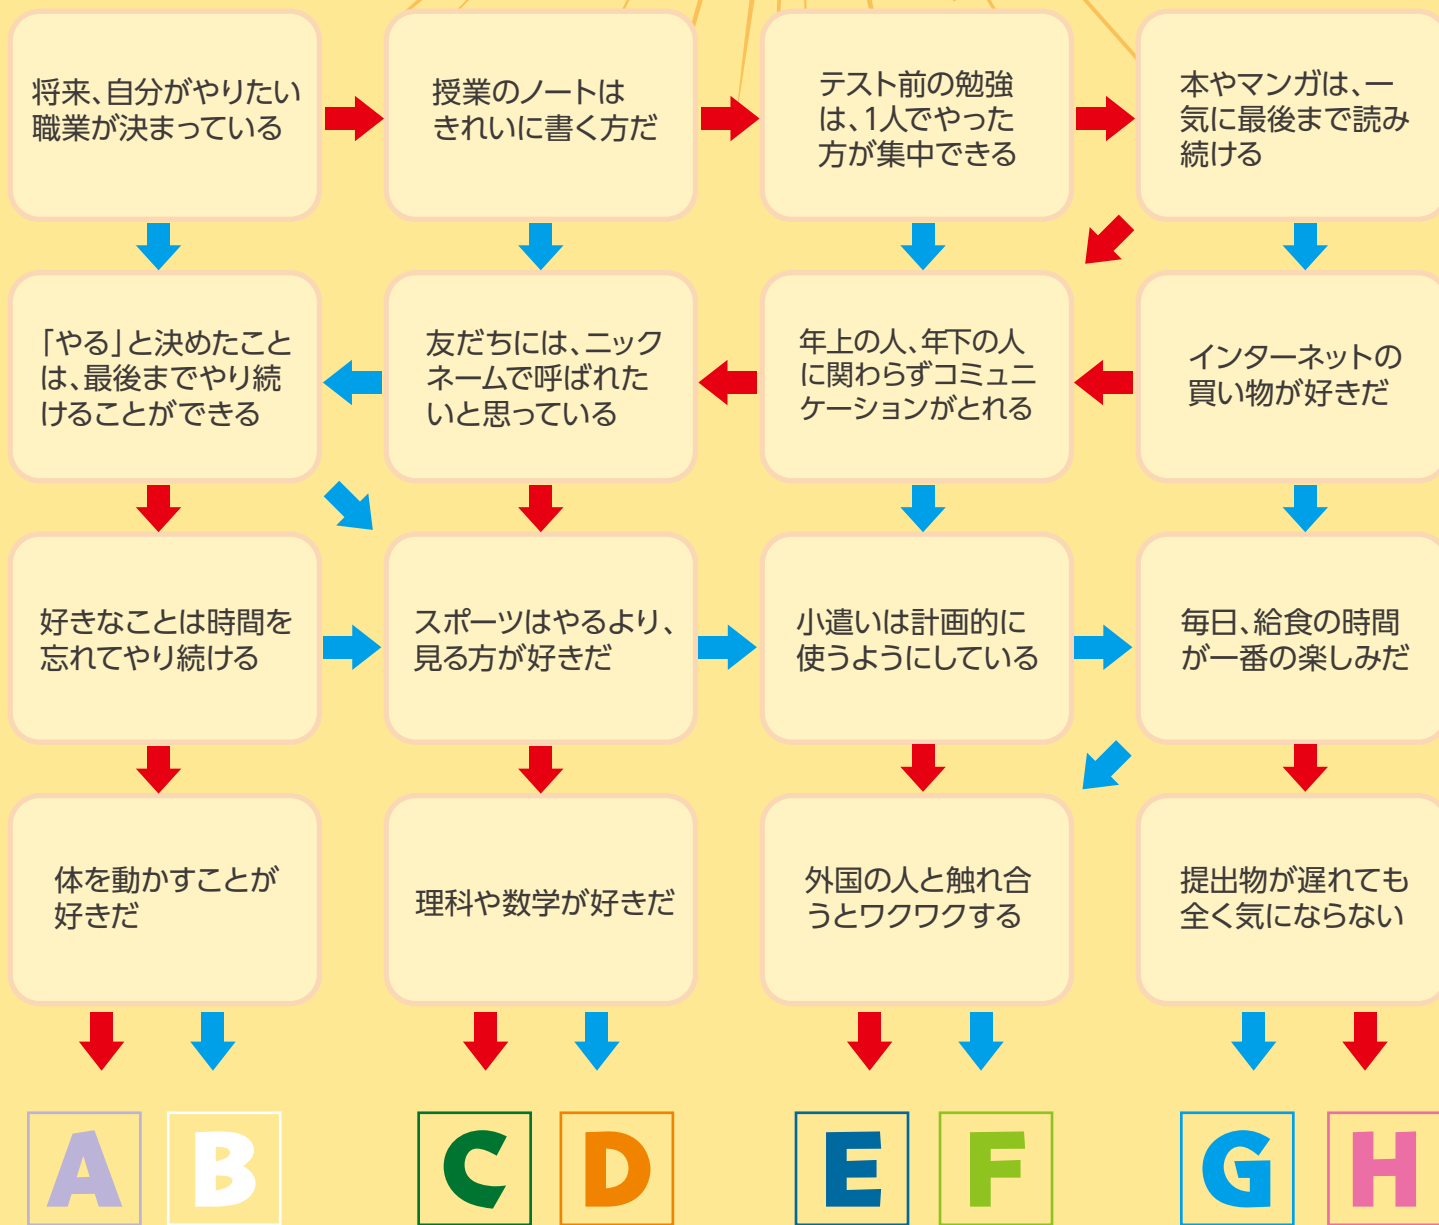 将来、自分がやりたい
職業が決まっている
授業のノートは
きれいに書く方だ
テスト前の勉強
は、1人でやった
方が集中できる
本やマンガは、一
気に最後まで読み
続ける
「やる」と決めたこと
は、最後までやり続
けることができる
友だちには、ニック
ネームで呼ばれた
いと思っている
年上の人、年下の人
に関わらずコミュニ
ケーションがとれる
インターネットの
買い物が好きだ
好きなことは時間を
忘れてやり続ける
スポーツはやるより、
見る方が好きだ
小遣いは計画的に
使うようにしている
毎日、給食の時間
が一番の楽しみだ
体を動かすことが
好きだ
理科や数学が好きだ
外国の人と触れ合
うとワクワクする
提出物が遅れても
全く気にならない
A
B
C
D
E
F
G
H